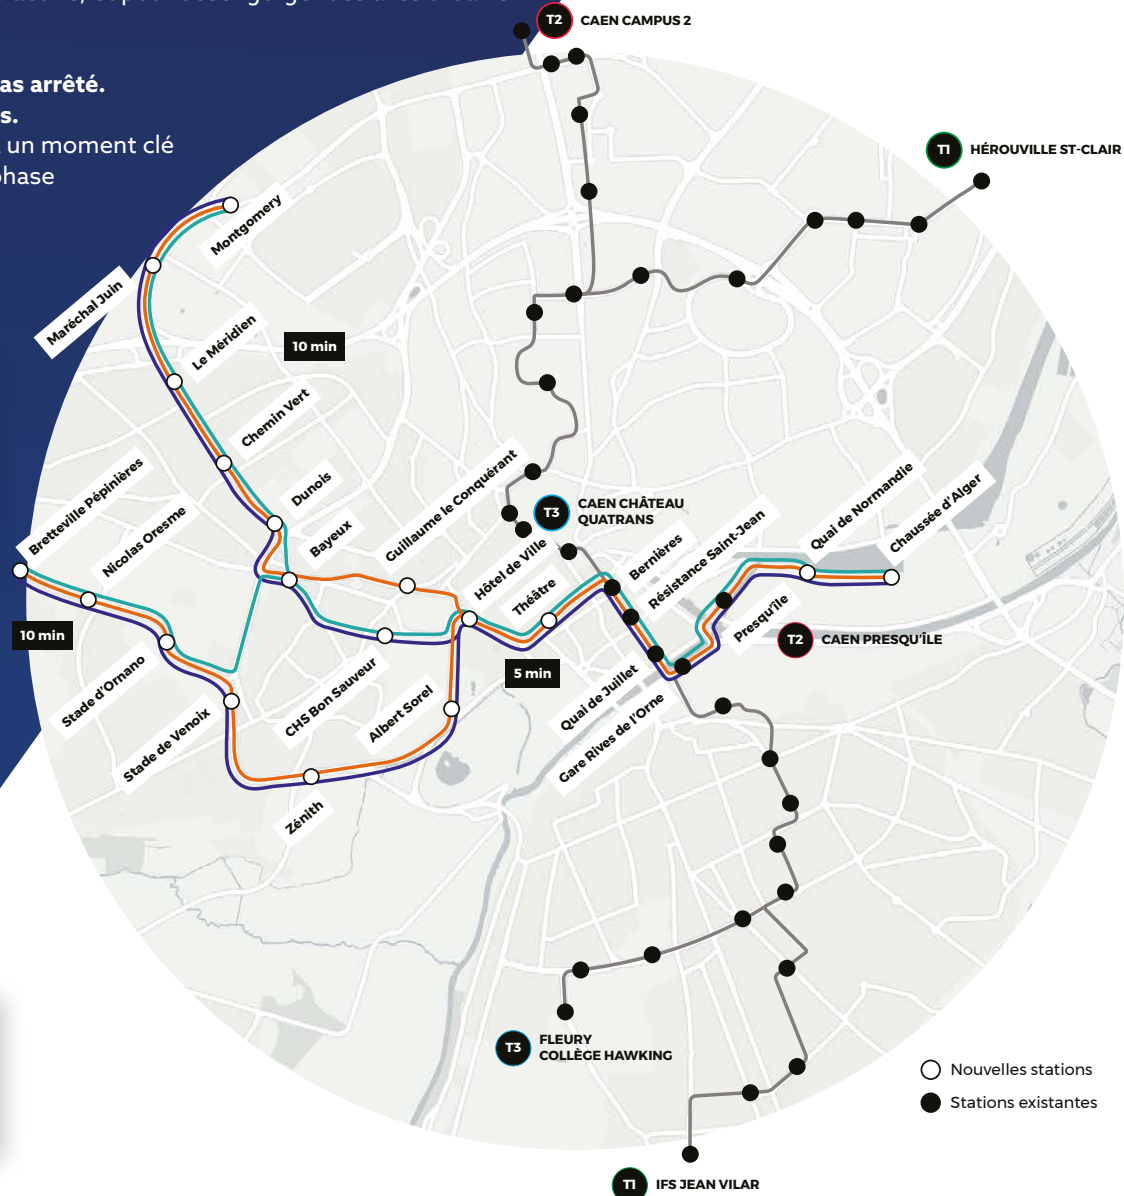 as arrêté.
s.
un moment clé
phase
T2 CAEN CAMPUS 2
T1 HÉROUVILLE ST-CLAIR
Montgomery
Maréchal Juin
Le Méridien
10 min
Chemin Vert
Dunois
Bayeux
Guillaume le Conquérant
Bretteville Pépinières
Nicolas Oresme
T3 CAEN CHÂTEAU
QUATRANS
Hôtel de Ville
Théâtre
Bernières
Résistance Saint-Jean
Quai de Normandie
Chaussée d'Alger
Presqu'île
T2 CAEN PRESQU'ÎLE
10 min
5 min
Stade d'Ornano
Stade de Venoix
CHS Bon Sauveur
Albert Sorel
Zénith
Quai de Juillet
Gare Rives de l'Orne
T3 FLEURY
COLLÈGE HAWKING
Nouvelles stations
Stations existantes
T1 IFS JEAN VILAR